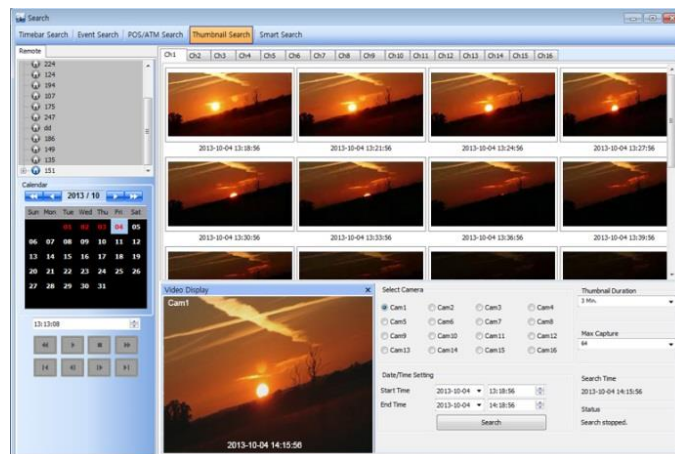 Search
Timebar Search Event Search POS/ATM Search Thumbnail Search Smart Search
Remote
224
124
194
107
175
247
dd
186
149
135
151
Calendar
2013 / 10
Sun Mon Tue Wed Thu Fri Sat
01 02 03 04 05
06 07 08 09 10 11 12
13 14 15 16 17 18 19
20 21 22 23 24 25 26
27 28 29 30 31
13:13:08
Ch1 Ch2 Ch3 Ch4 Ch5 Ch6 Ch7 Ch8 Ch9 Ch10 Ch11 Ch12 Ch13 Ch14 Ch15 Ch16
2013-10-04 13:18:56 2013-10-04 13:21:56 2013-10-04 13:24:56 2013-10-04 13:27:56
2013-10-04 13:30:56 2013-10-04 13:33:56 2013-10-04 13:36:56 2013-10-04 13:39:56
Video Display
Cam1
2013-10-04 14:15:56
Select Camera
Cam1 Cam2 Cam3 Cam4
Cam5 Cam6 Cam7 Cam8
Cam9 Cam10 Cam11 Cam12
Cam13 Cam14 Cam15 Cam16
Date/Time Setting
Start Time 2013-10-04 13:18:56
End Time 2013-10-04 14:18:56
Search
Thumbnail Duration
3 Min.
Max Capture
64
Search Time
2013-10-04 14:15:56
Status
Search stopped.